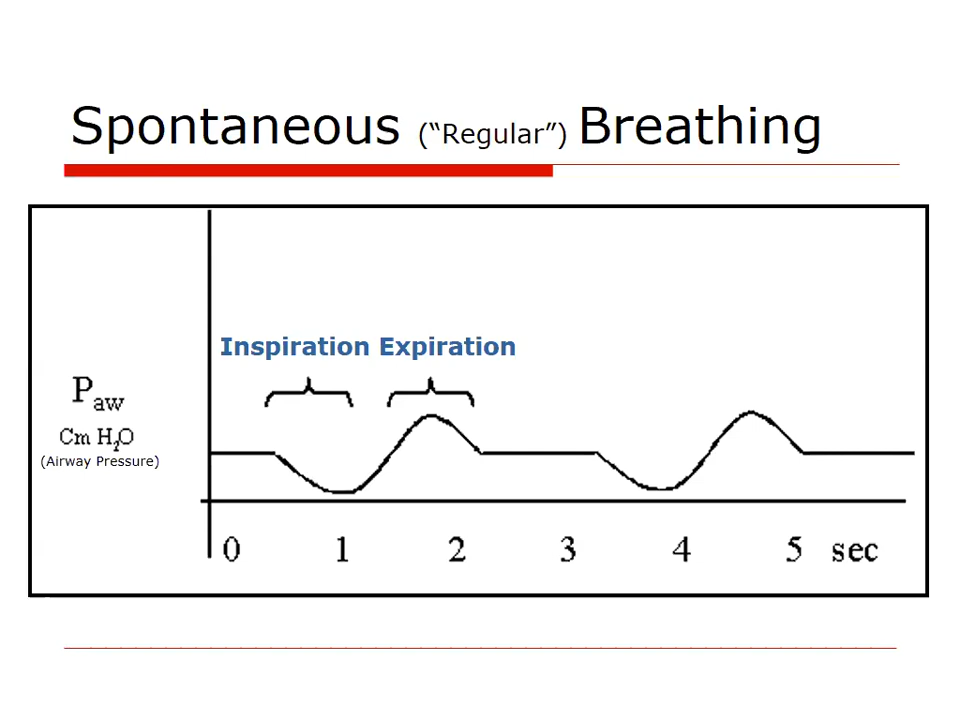 Spontaneous (“Regular”) Breathing
Inspiration Expiration
Paw
Cm H2O
(Airway Pressure)
0 1 2 3 4 5 sec